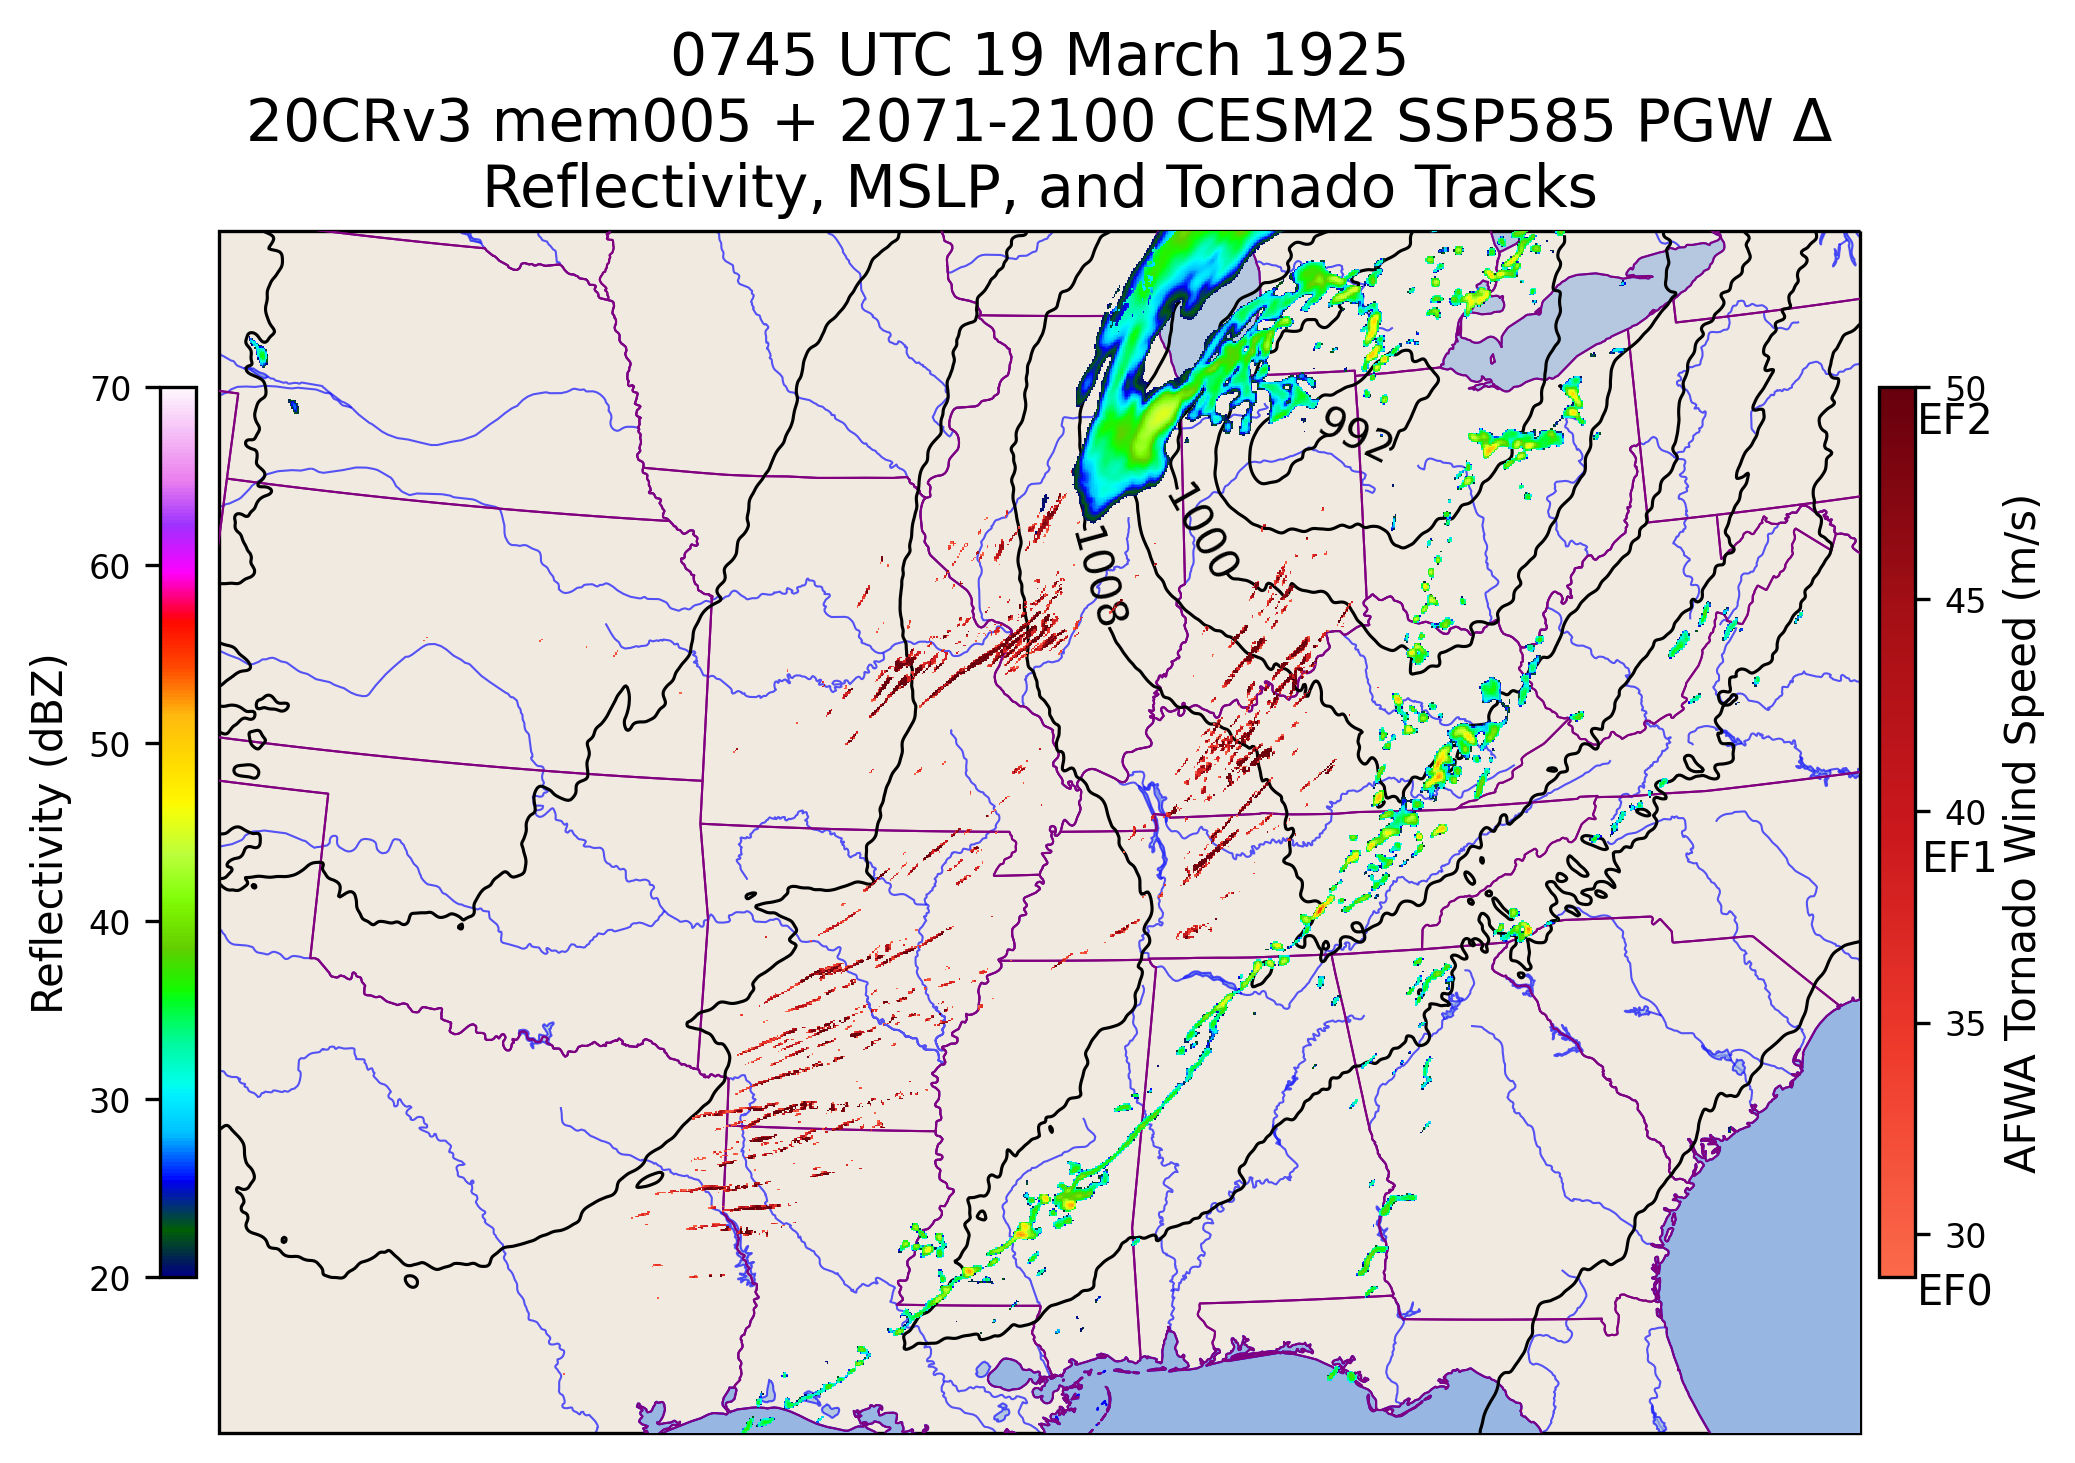 0745 UTC 19 March 1925
20CRv3 mem005 + 2071-2100 CESM2 SSP585 PGW Δ
Reflectivity, MSLP, and Tornado Tracks
Reflectivity (dBZ)
70
60
50
40
30
20
992
1000
1008
50
EF2
45
40
EF1
35
30
EF0
AFWA Tornado Wind Speed (m/s)